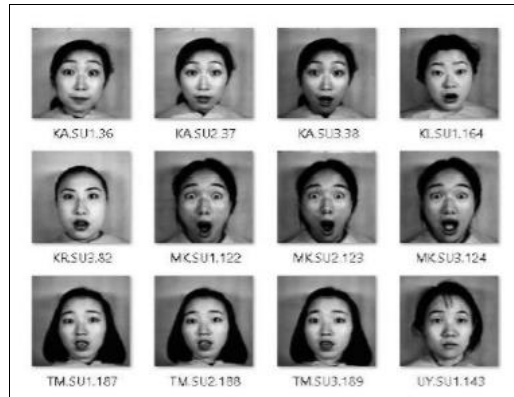 KA.SU1.36
KA.SU2.37
KA.SU3.38
KI.SU1.164
KR.SU3.82
MK.SU1.122
MK.SU2.123
MK.SU3.124
TM.SU1.187
TM.SU2.188
TM.SU3.189
UY.SU1.143